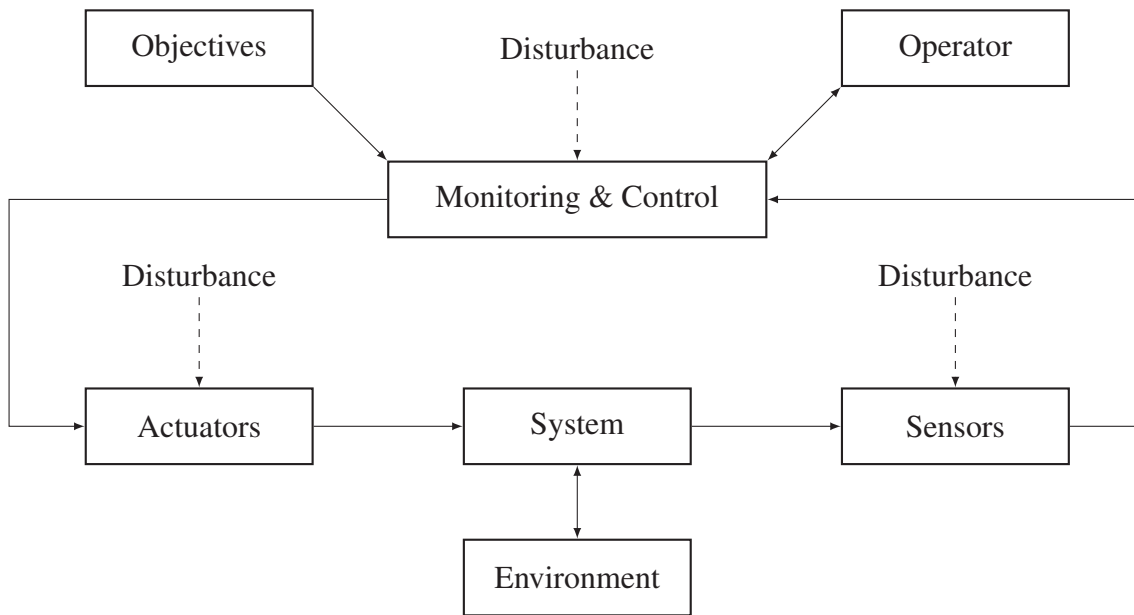 Objectives
Disturbance
Operator
Monitoring & Control
Disturbance
Disturbance
Actuators
System
Sensors
Environment